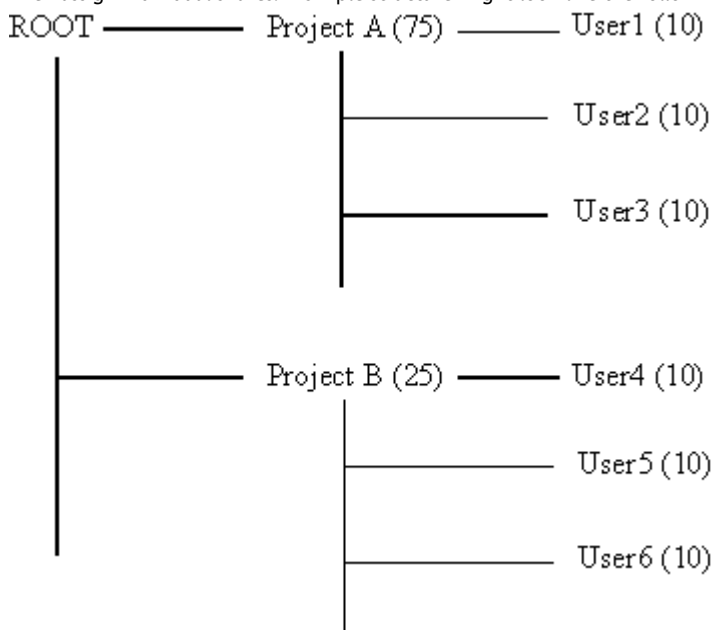 ROOT Project A (75) User1 (10)
User2 (10)
User3 (10)
Project B (25) User4 (10)
User5 (10)
User6 (10)